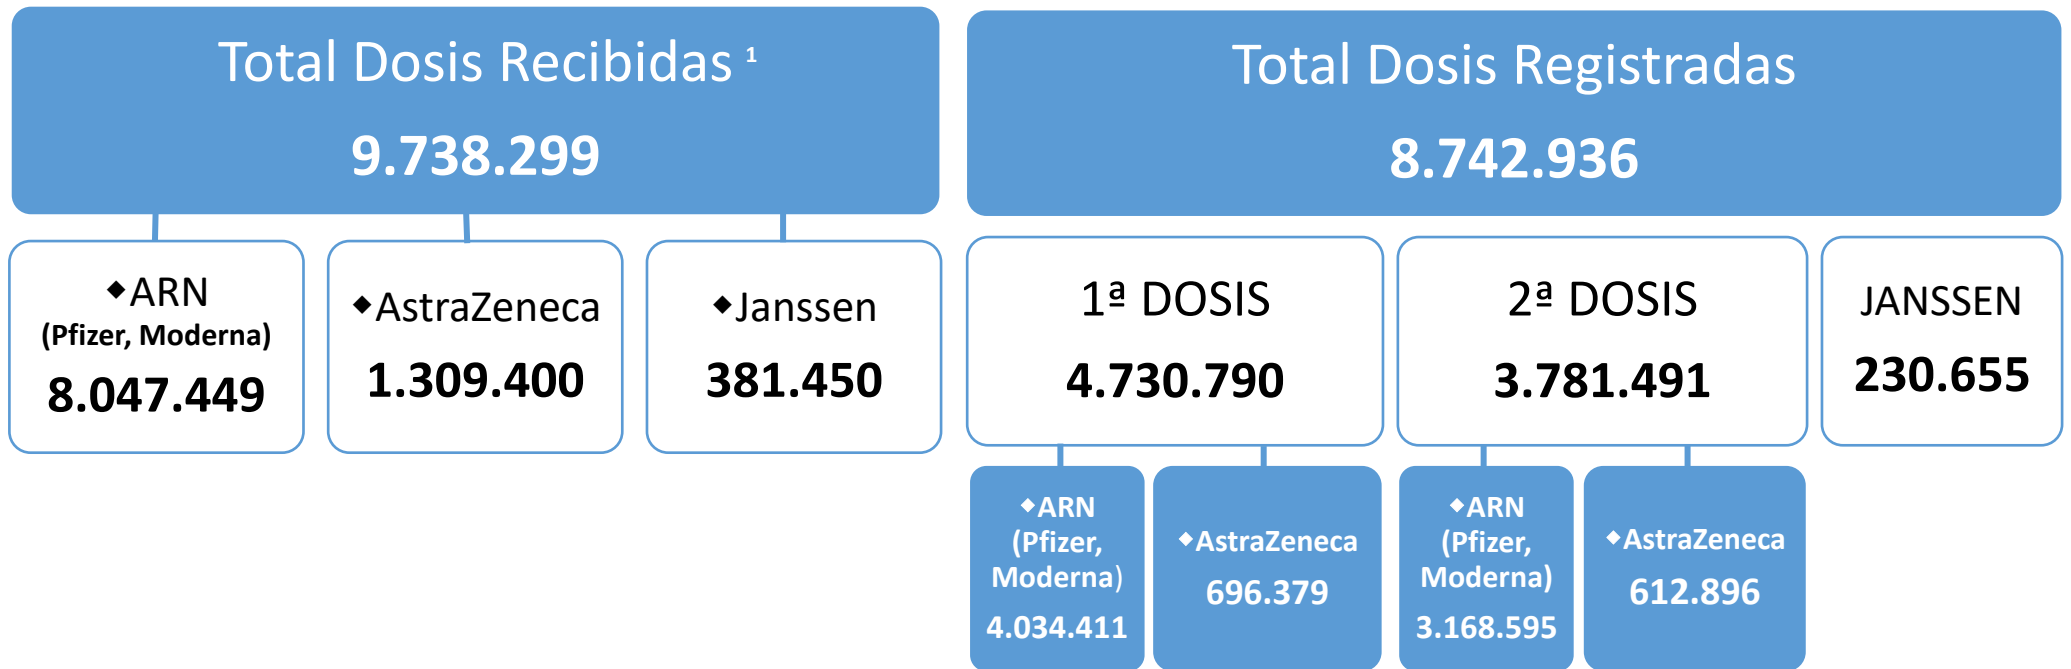 Total Dosis Recibidas ¹
9.738.299
◆ARN
(Pfizer, Moderna)
8.047.449
◆AstraZeneca
1.309.400
◆Janssen
381.450
Total Dosis Registradas
8.742.936
1ª DOSIS
4.730.790
2ª DOSIS
3.781.491
JANSSEN
230.655
◆ARN
(Pfizer,
Moderna)
4.034.411
◆AstraZeneca
696.379
◆ARN
(Pfizer,
Moderna)
3.168.595
◆AstraZeneca
612.896